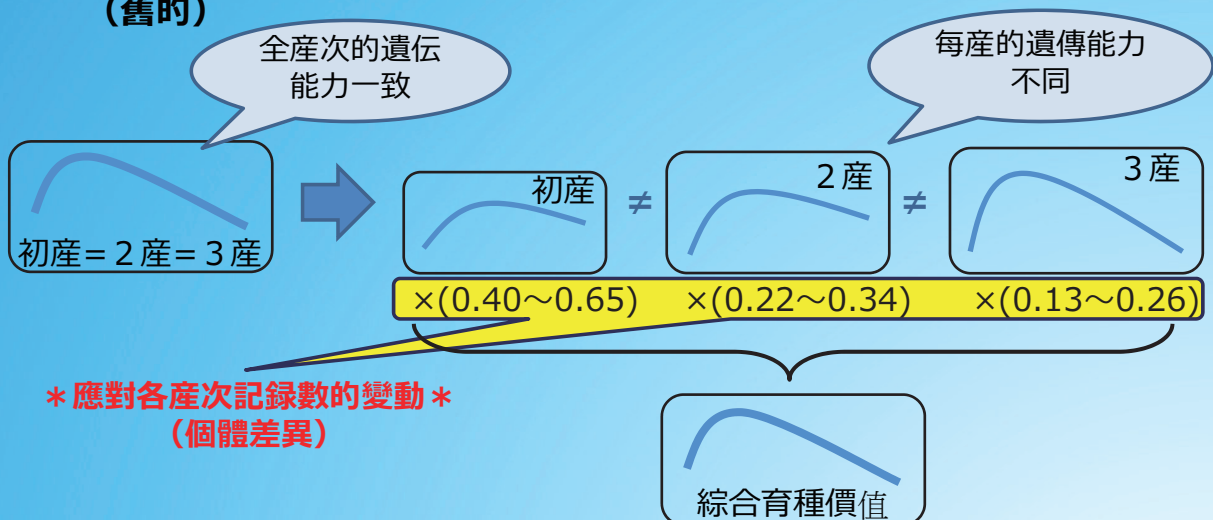 （舊的）
全産次的遺伝
能力一致
每産的遺傳能力
不同
初産=２産=３産
初産
≠
２産
≠
３産
×(0.40～0.65)
×(0.22～0.34)
×(0.13～0.26)
＊應對各産次記録數的變動＊
（個體差異）
綜合育種價值